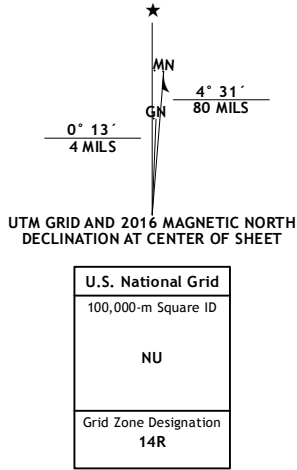 ★
MN
4° 31´
80 MILS
GN
0° 13´
4 MILS
UTM GRID AND 2016 MAGNETIC NORTH
DECLINATION AT CENTER OF SHEET
U.S. National Grid
100,000-m Square ID
NU
Grid Zone Designation
14R